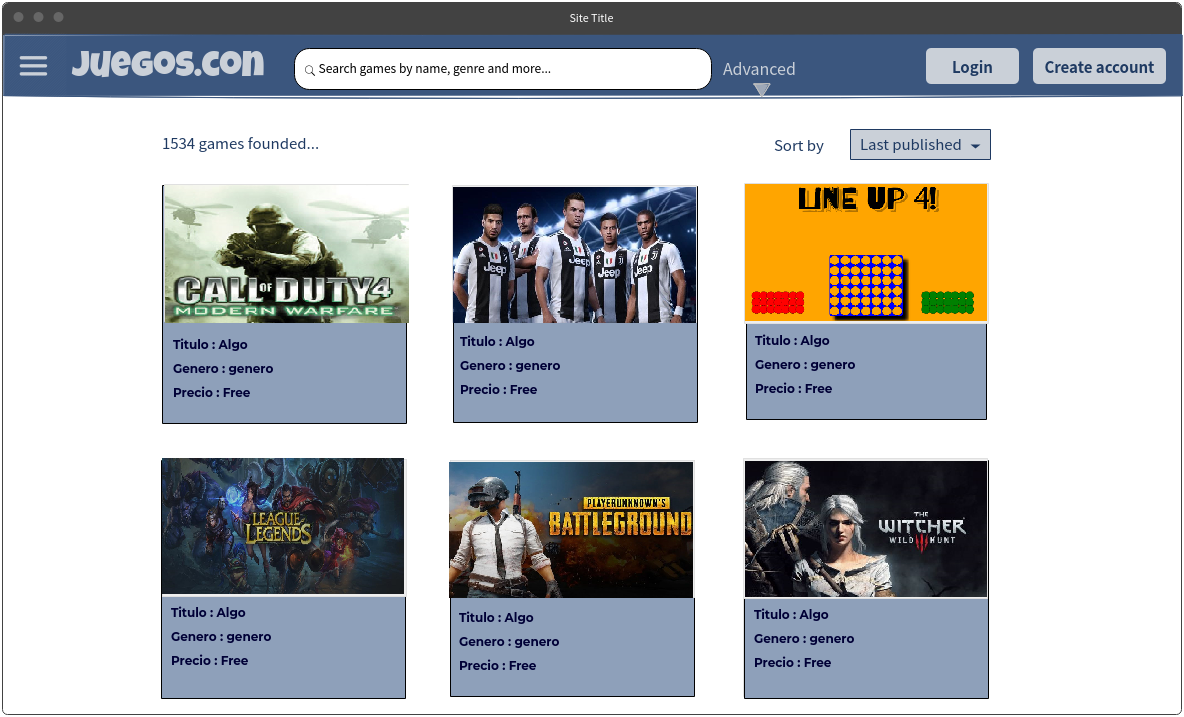 Site Title
Juegos.con
Search games by name, genre and more...
Advanced
Login
Create account
1534 games founded...
Sort by
Last published
CALL OF DUTY 4
MODERN WARFARE
Jeep
Jeep
Jeep
Jeep
LINE UP 4!
Titulo : Algo
Genero : genero
Precio : Free
Titulo : Algo
Genero : genero
Precio : Free
Titulo : Algo
Genero : genero
Precio : Free
LEAGUE OF
LEGENDS
PLAYERUNKNOWN'S
BATTLEGROUND
THE
WITCHER
WILD HUNT
Titulo : Algo
Genero : genero
Precio : Free
Titulo : Algo
Genero : genero
Precio : Free
Titulo : Algo
Genero : genero
Precio : Free